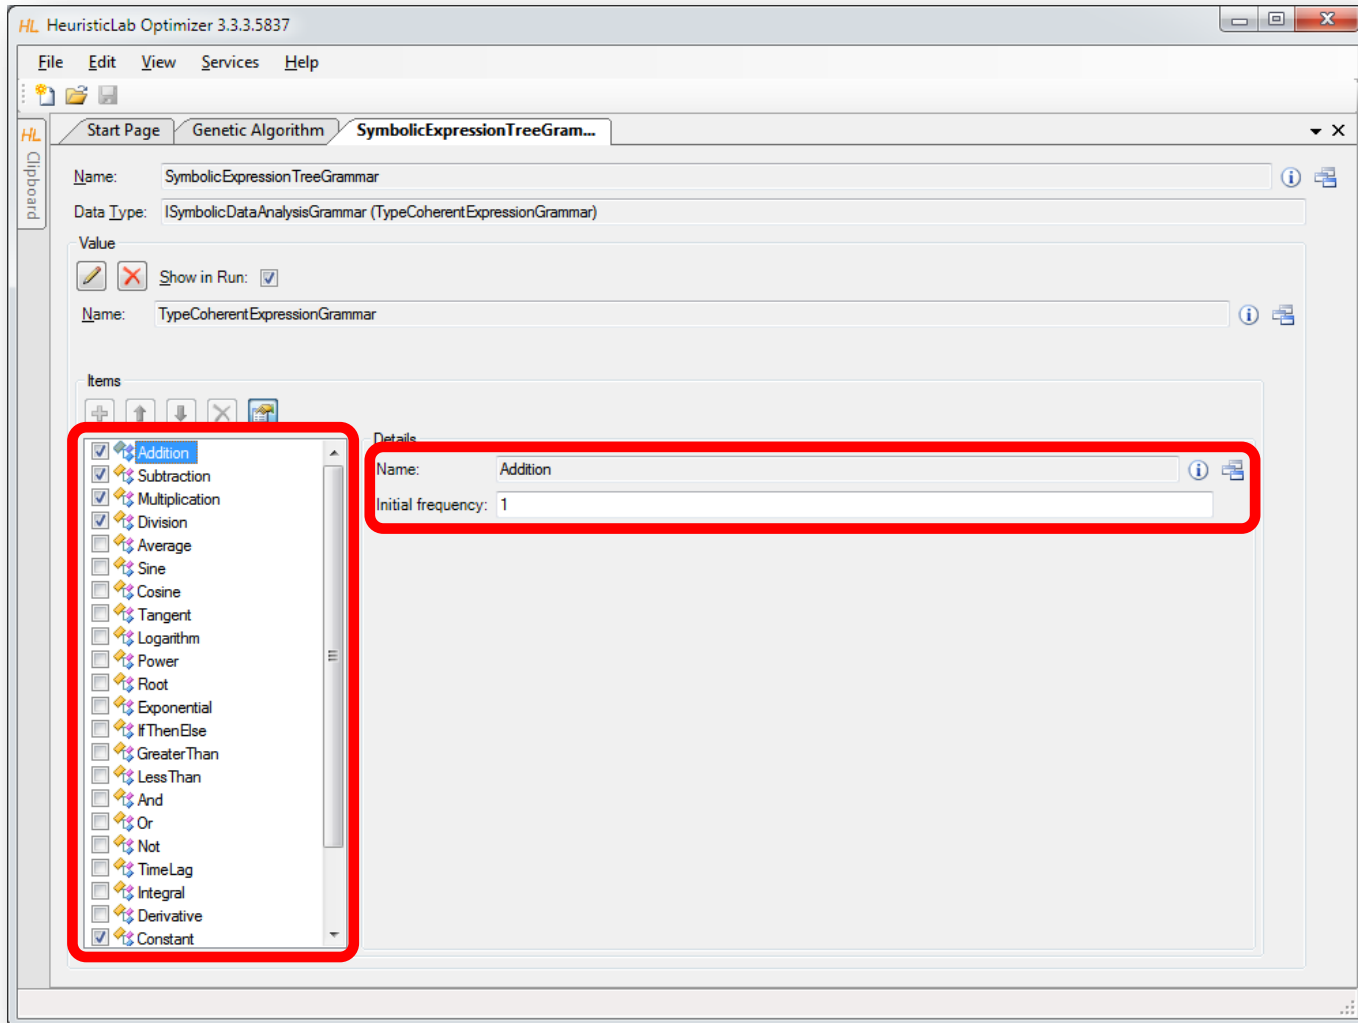 HL HeuristicLab Optimizer 3.3.3.5837
File Edit View Services Help
HL Clipboard
Start Page Genetic Algorithm SymbolicExpressionTreeGram...
Name: SymbolicExpressionTreeGrammar
Data Type: ISymbolicDataAnalysisGrammar (TypeCoherentExpressionGrammar)
Value
Show in Run:
Name: TypeCoherentExpressionGrammar
Items
Details
Name: Addition
Initial frequency: 1
Addition
Subtraction
Multiplication
Division
Average
Sine
Cosine
Tangent
Logarithm
Power
Root
Exponential
IfThenElse
GreaterThan
LessThan
And
Or
Not
TimeLag
Integral
Derivative
Constant